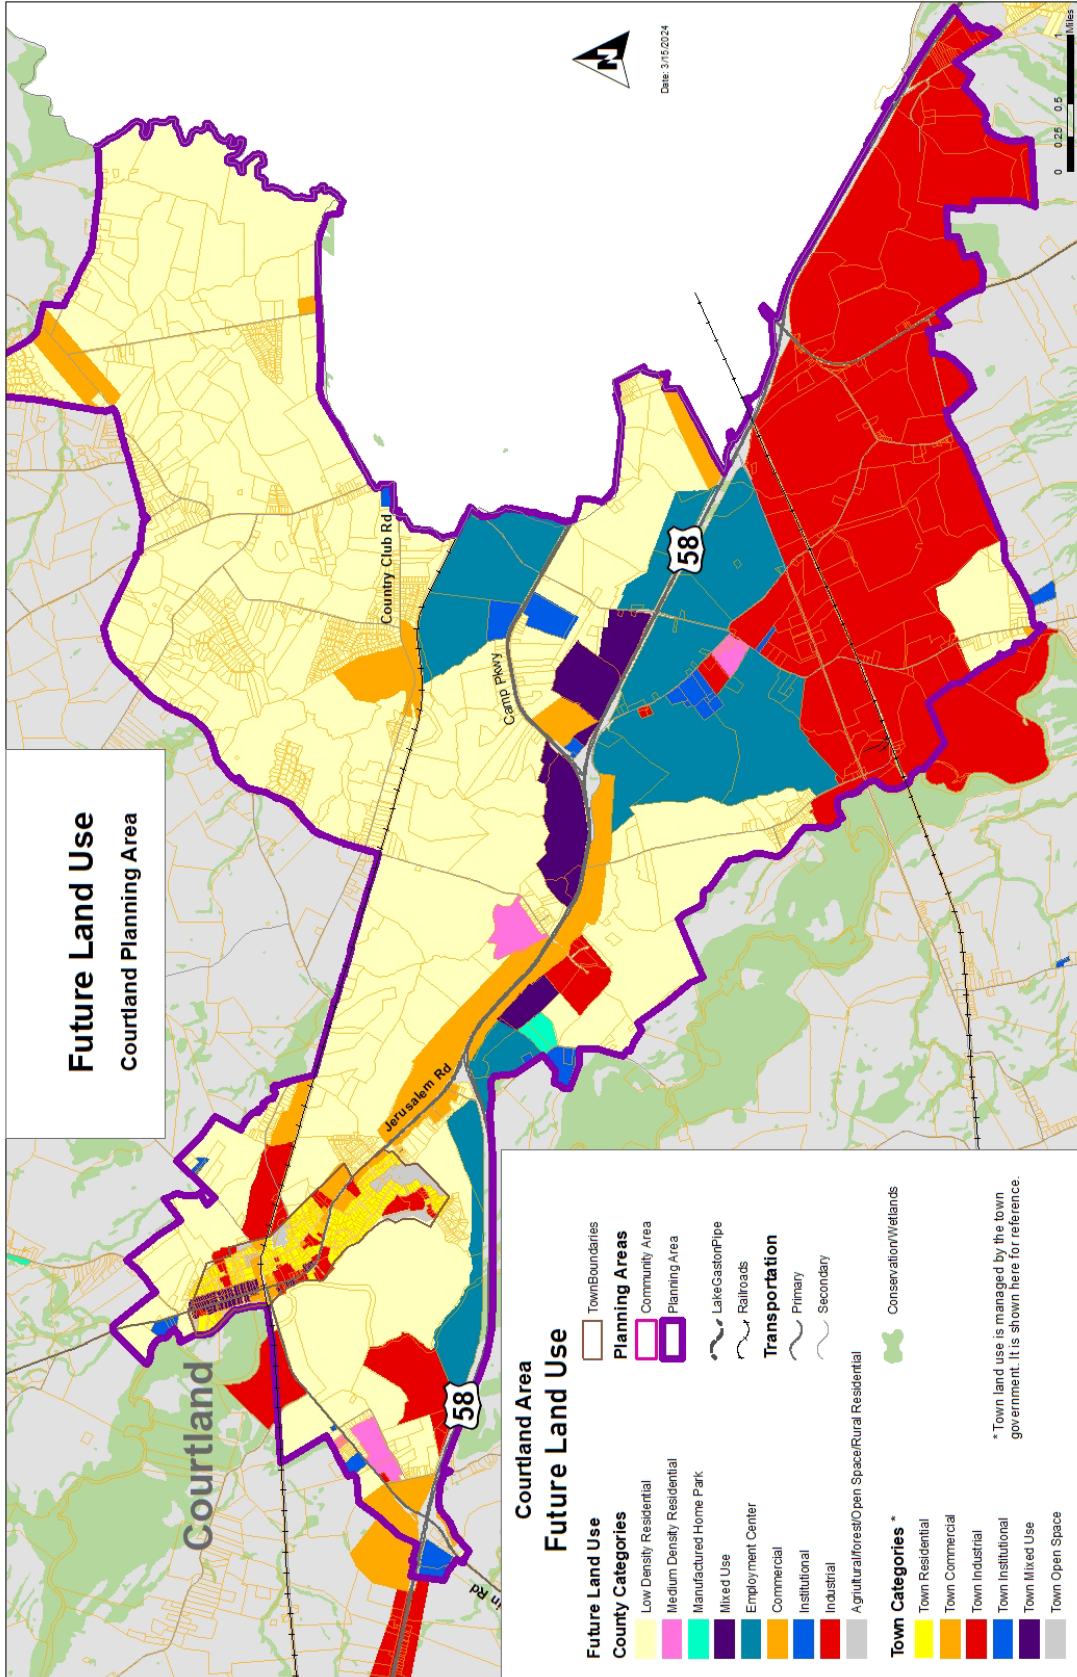 Future Land Use
Courtland Planning Area
N
Date: 3/15/2024
Courtland
Country Club Rd
Camp Pkwy
Jerusalem Rd
58
58
in Rd
0 0.25 0.5 1
Miles
Courtland Area
Future Land Use
Future Land Use
County Categories
Low Density Residential
Medium Density Residential
Manufactured Home Park
Mixed Use
Employment Center
Commercial
Institutional
Industrial
Agriultural/forest/Open Space/Rural Residential
Town Categories *
Town Residential
Town Commercial
Town Industrial
Town Institutional
Town Mixed Use
Town Open Space
TownBoundaries
Planning Areas
Community Area
Planning Area
LakeGastonPipe
Railroads
Transportation
Primary
Secondary
Conservation/Wetlands
* Town land use is managed by the town
government. It is shown here for reference.